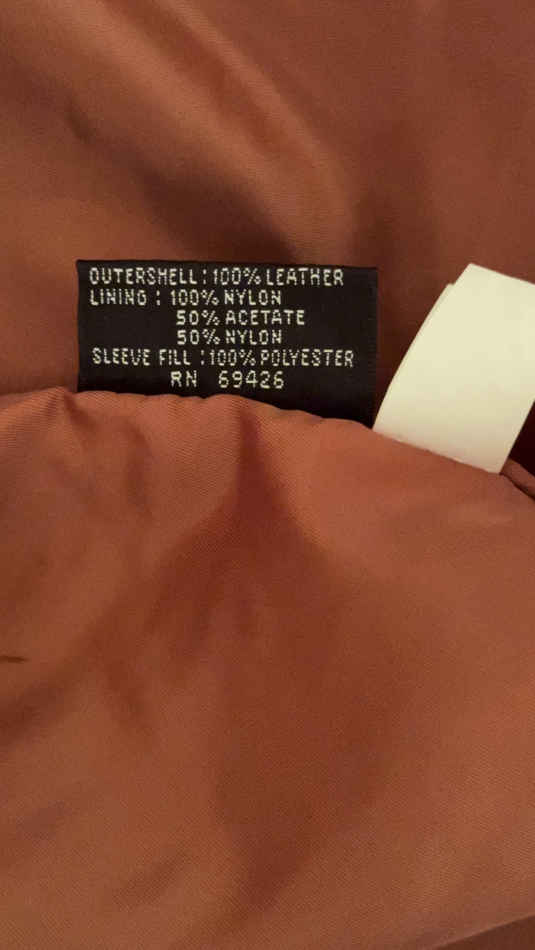 OUTERSHELL : 100% LEATHER
LINING : 100% NYLON
50% ACETATE
50% NYLON
SLEEVE FILL : 100% POLYESTER
RN 69426